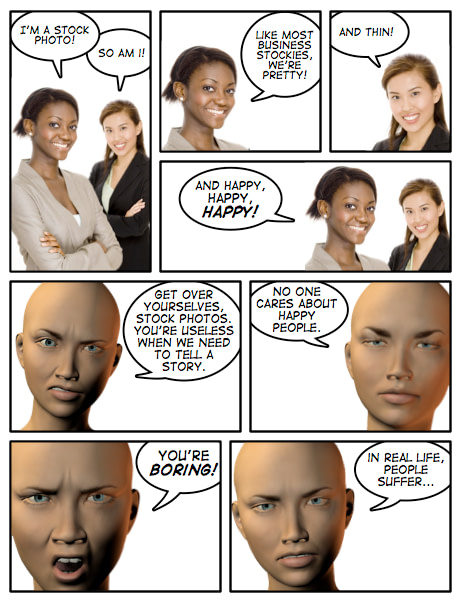 I'M A STOCK
PHOTO!
SO AM I!
LIKE MOST
BUSINESS
STOCKIES,
WE'RE
PRETTY!
AND THIN!
AND HAPPY,
HAPPY,
HAPPY!
GET OVER
YOURSELVES,
STOCK PHOTOS.
YOU'RE USELESS
WHEN WE NEED
TO TELL A
STORY.
NO ONE
CARES ABOUT
HAPPY
PEOPLE.
YOU'RE
BORING!
IN REAL LIFE,
PEOPLE
SUFFER...